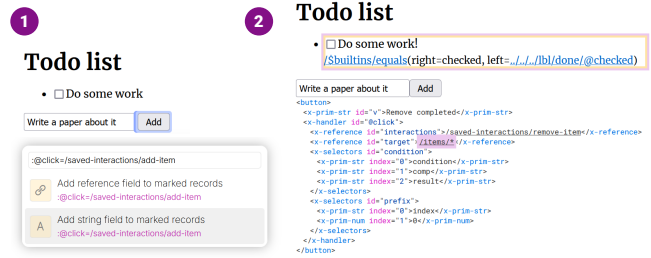 1
Todo list
Do some work
Write a paper about it Add
:@click=/saved-interactions/add-item
Add reference field to marked records
:@click=/saved-interactions/add-item
A
Add string field to marked records
:@click=/saved-interactions/add-item
2
Todo list
Do some work!
/$builtins/equals(right=checked, left=../../../lbl/done/@checked)
Write a paper about it Add
<button>
<x-prim-str id="v">Remove completed</x-prim-str>
<x-handler id="@click">
<x-reference id="interactions">/saved-interactions/remove-item</x-reference>
<x-reference id="target">/items/*</x-reference>
<x-selectors id="condition">
<x-prim-str index="0">condition</x-prim-str>
<x-prim-str index="1">comp</x-prim-str>
<x-prim-str index="2">result</x-prim-str>
</x-selectors>
<x-selectors id="prefix">
<x-prim-str index="0">index</x-prim-str>
<x-prim-num index="1">0</x-prim-num>
</x-selectors>
</x-handler>
</button>